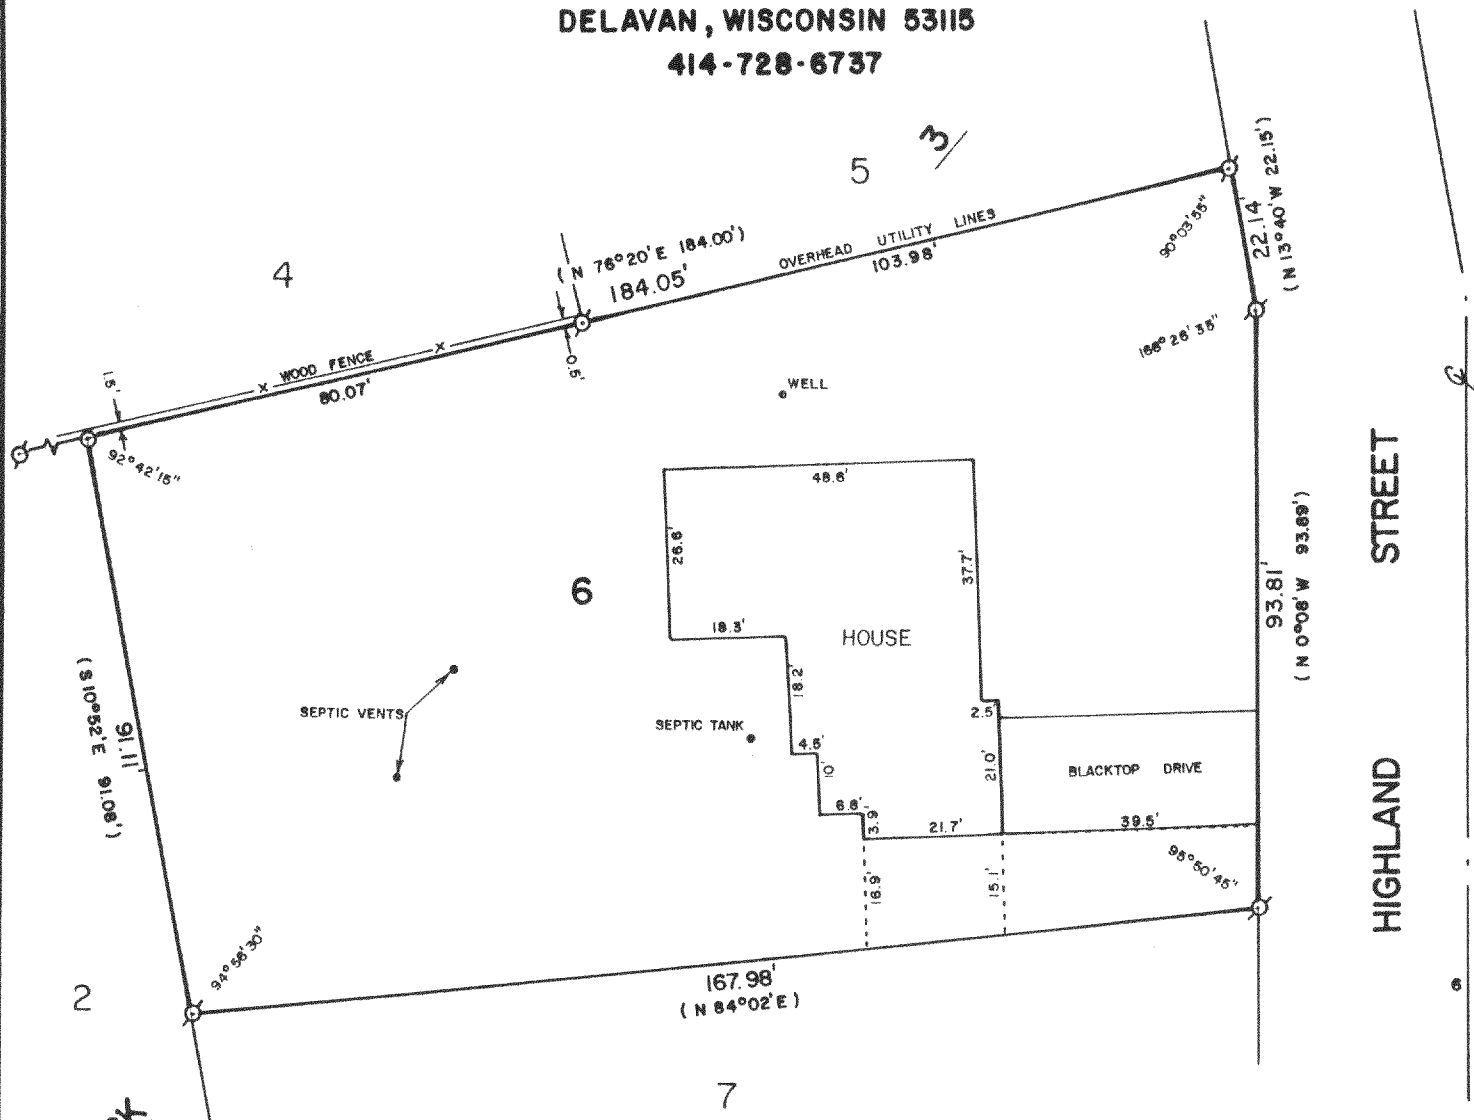 DELAVAN, WISCONSIN 53115
414-728-6737
3
5
4
( N 76°20' E 184.00')
184.05'
OVERHEAD UTILITY LINES
103.98'
90°03'55"
22.14'
( N 13°40' W 22.15')
WOOD FENCE
80.07'
1.5'
0.5'
92°42'15"
166°26'35"
WELL
48.6'
26.6'
37.7'
6
HOUSE
18.3'
18.2'
SEPTIC VENTS
SEPTIC TANK
4.5'
10'
6.8'
3.9'
21.7'
2.5'
21.0'
BLACKTOP DRIVE
39.5'
95°50'45"
16.9'
15.1'
93.81'
( N 0°08' W 93.89')
HIGHLAND STREET
91.11'
( S 10°52' E 91.08')
94°56'30"
167.98'
( N 84°02' E )
2
7
6